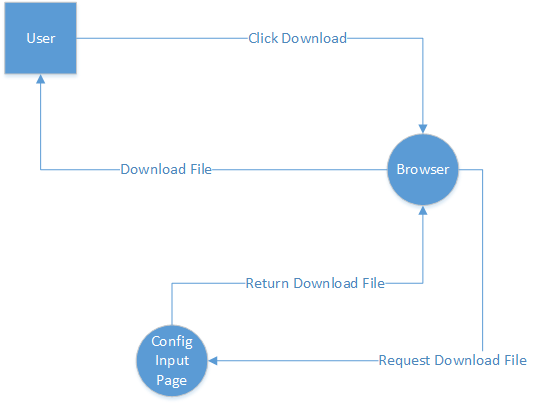 User
Click Download
Download File
Browser
Return Download File
Config
Input
Page
Request Download File